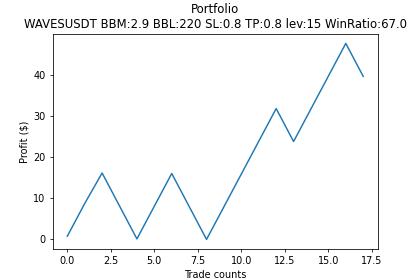 Portfolio
WAVESUSDT BBM:2.9 BBL:220 SL:0.8 TP:0.8 lev:15 WinRatio:67.0
40
30
20
10
0
Profit ($)
0.0 2.5 5.0 7.5 10.0 12.5 15.0 17.5
Trade counts